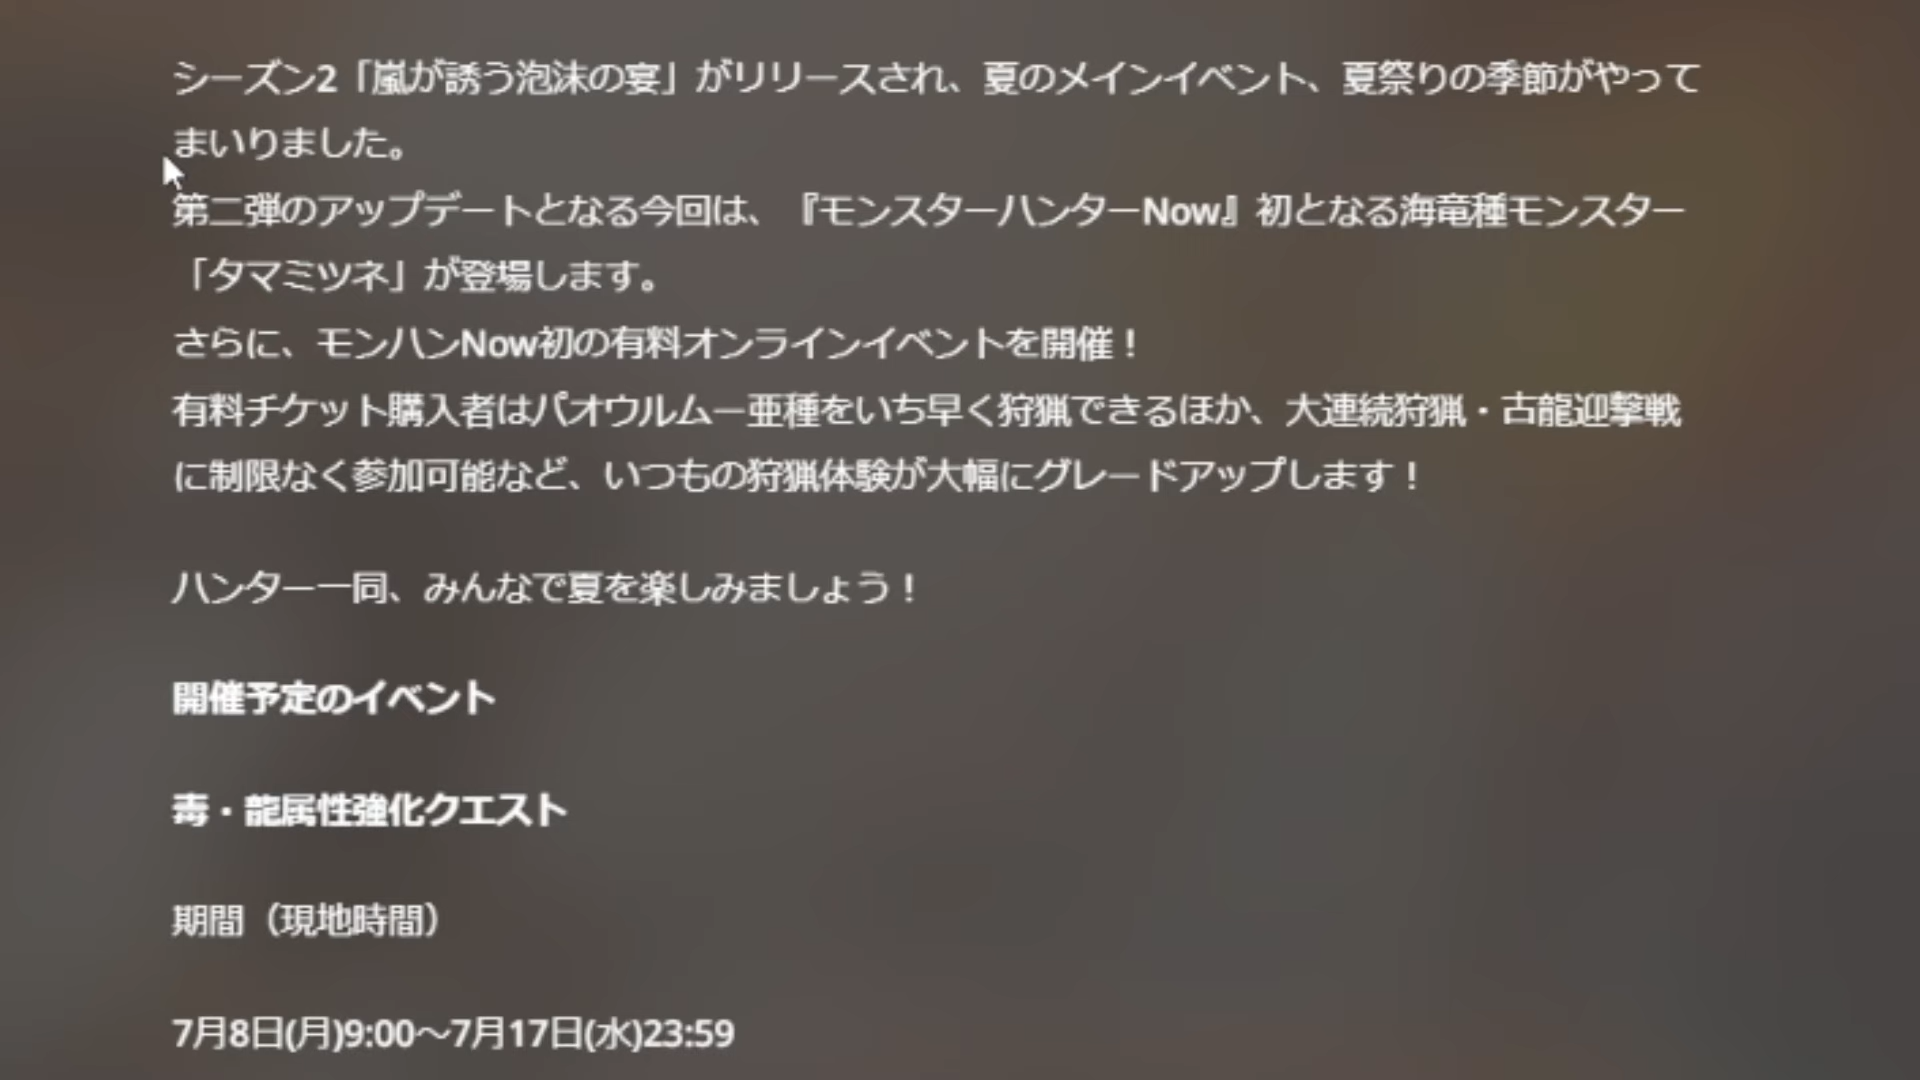 シーズン2「嵐が誘う泡沫の宴」がリリースされ、夏のメインイベント、夏祭りの季節がやって
まいりました。
第二弾のアップデートとなる今回は、『モンスターハンターNow』初となる海竜種モンスター
「タマミツネ」が登場します。
さらに、モンハンNow初の有料オンラインイベントを開催！
有料チケット購入者はパオウルムー亜種をいち早く狩猟できるほか、大連続狩猟・古龍迎撃戦
に制限なく参加可能など、いつもの狩猟体験が大幅にグレードアップします！
ハンター一同、みんなで夏を楽しみましょう！
開催予定のイベント
毒・龍属性強化クエスト
期間（現地時間）
7月8日(月)9:00～7月17日(水)23:59